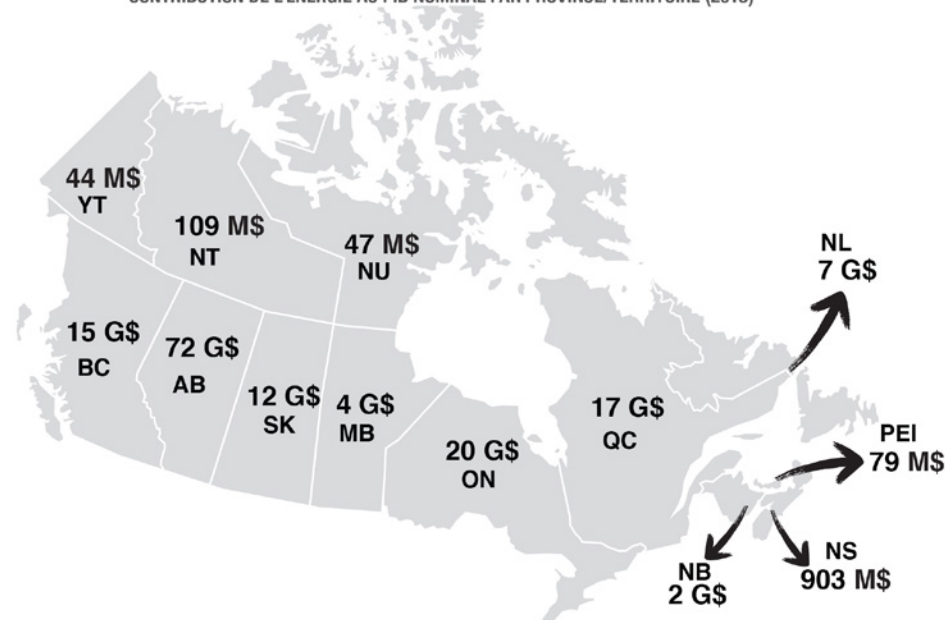 44 M$
YT
109 M$
NT
47 M$
NU
NL
7 G$
15 G$
BC
72 G$
AB
12 G$
SK
4 G$
MB
20 G$
ON
17 G$
QC
PEI
79 M$
NB
2 G$
NS
903 M$